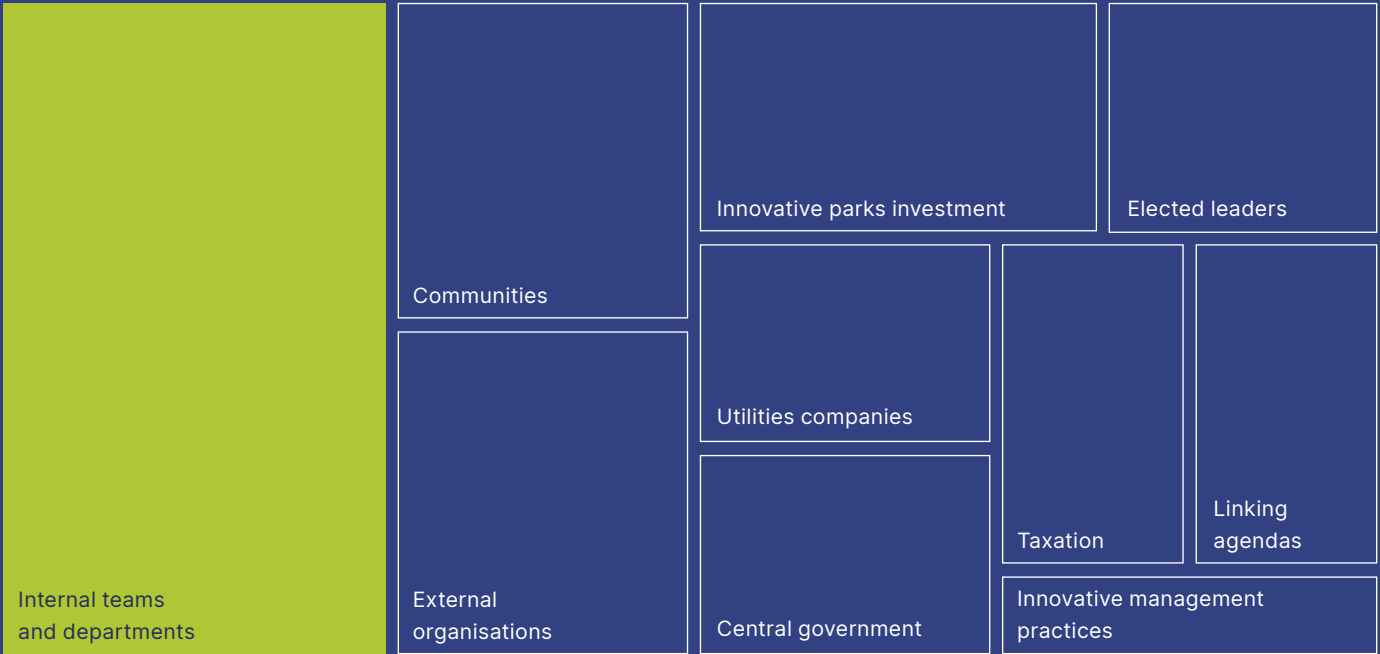 Internal teams
and departments
Communities
External
organisations
Innovative parks investment
Elected leaders
Utilities companies
Central government
Taxation
Linking
agendas
Innovative management
practices